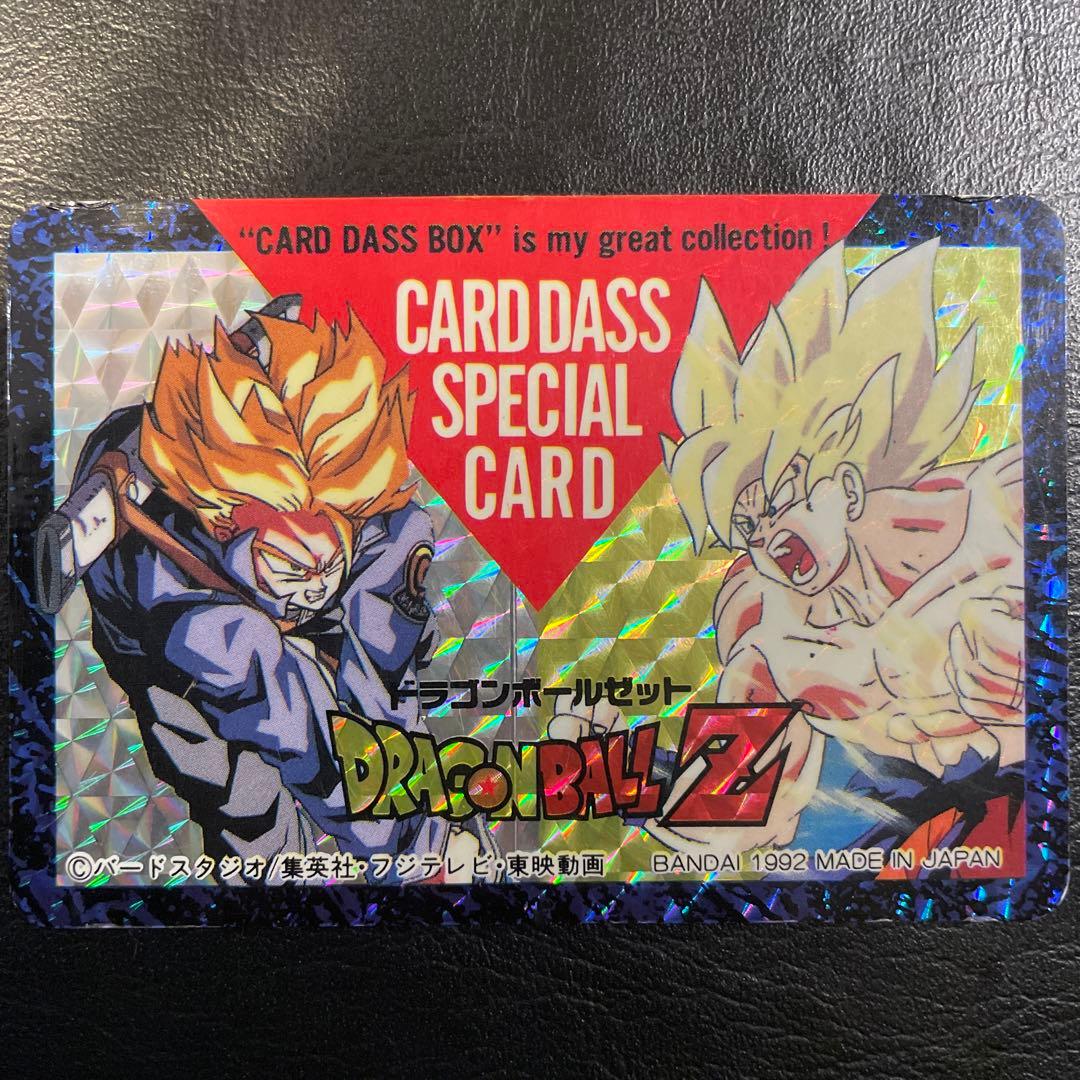 “CARD DASS BOX” is my great collection!
CARD DASS
SPECIAL
CARD
ドラゴンボールゼット
DRAGON BALL Z
©バードスタジオ/集英社・フジテレビ・東映動画
BANDAI 1992 MADE IN JAPAN